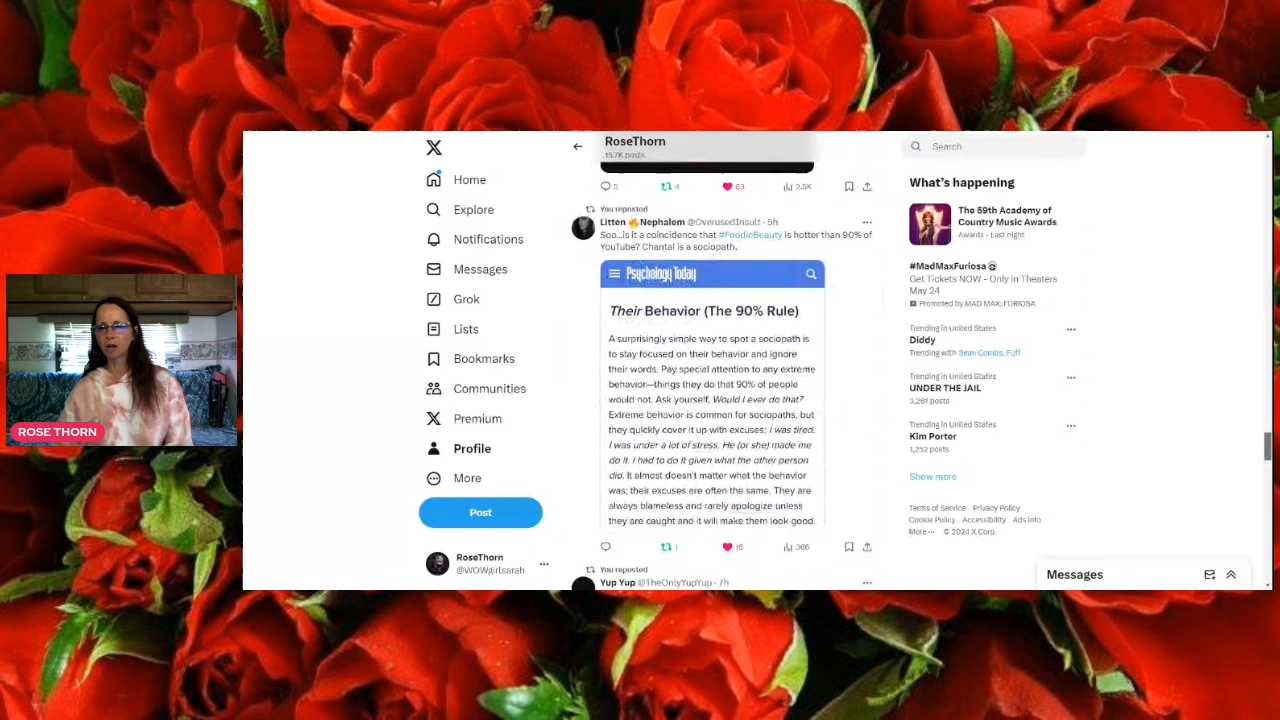 RoseThorn
15.7K posts
Search
Home
Explore
Notifications
Messages
Grok
Lists
Bookmarks
Communities
Premium
Profile
More
Post
RoseThorn
@WOWgirlsarah
ROSE THORN
5
4
63
2.5K
You reposted
Litten 🔥Nephalem @OverusedInsult · 5h
Soo...is it a coincidence that #FoodieBeauty is hotter than 90% of
YouTube? Chantal is a sociopath.
Psychology Today
Their Behavior (The 90% Rule)
A surprisingly simple way to spot a sociopath is
to stay focused on their behavior and ignore
their words. Pay special attention to any extreme
behavior—things they do that 90% of people
would not. Ask yourself, Would I ever do that?
Extreme behavior is common for sociopaths, but
they quickly cover it up with excuses: I was tired.
I was under a lot of stress. He (or she) made me
do it. I had to do it given what the other person
did. It almost doesn't matter what the behavior
was; their excuses are often the same. They are
always blameless and rarely apologize unless
they are caught and it will make them look good.
1
16
366
You reposted
Yup Yup @TheOnlyYupYup · 7h
What's happening
The 59th Academy of
Country Music Awards
Awards · Last night
#MadMaxFuriosa
Get Tickets NOW - Only in Theaters
May 24
Promoted by MAD MAX: FURIOSA
Trending in United States
Diddy
Trending with Sean Combs, Fuff
Trending in United States
UNDER THE JAIL
3,261 posts
Trending in United States
Kim Porter
1,252 posts
Show more
Terms of Service Privacy Policy
Cookie Policy Accessibility Ads info
More ··· © 2024 X Corp.
Messages